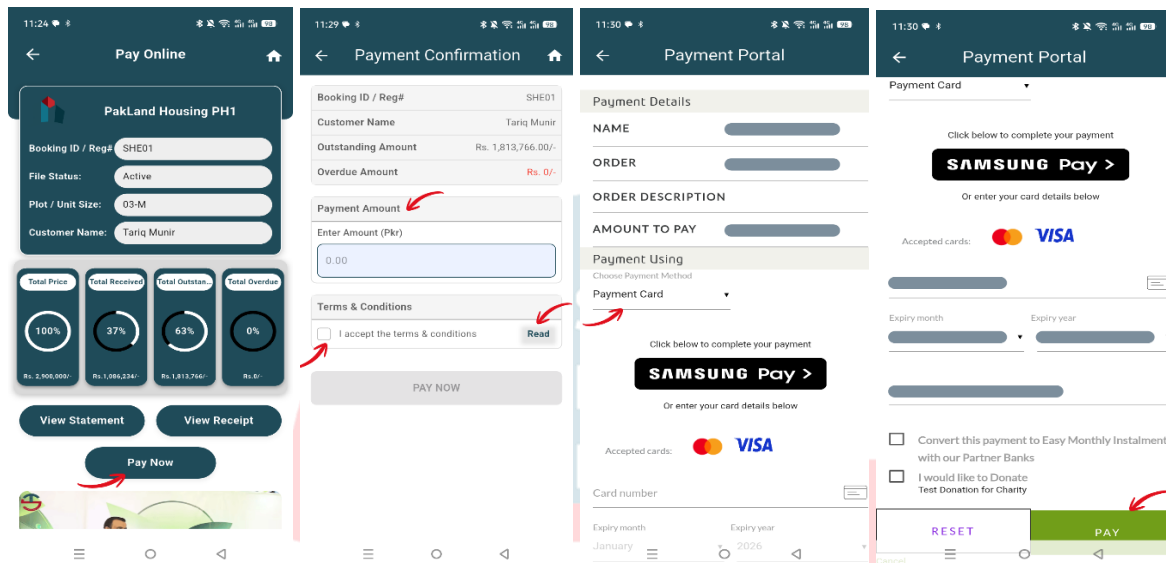 11:24
98
Pay Online
PakLand Housing PH1
Booking ID / Reg# SHE01
File Status: Active
Plot / Unit Size: 03-M
Customer Name: Tariq Munir
Total Price Total Received Total Outstan... Total Overdue
100% 37% 63% 0%
Rs. 2,900,000/- Rs.1,086,234/- Rs.1,813,766/- Rs.0/-
View Statement View Receipt
Pay Now
11:29
98
Payment Confirmation
Booking ID / Reg# SHE01
Customer Name Tariq Munir
Outstanding Amount Rs. 1,813,766.00/-
Overdue Amount Rs. 0/-
Payment Amount
Enter Amount (Pkr)
0.00
Terms & Conditions
I accept the terms & conditions Read
PAY NOW
11:30
98
Payment Portal
Payment Details
NAME
ORDER
ORDER DESCRIPTION
AMOUNT TO PAY
Payment Using
Choose Payment Method
Payment Card
Click below to complete your payment
SAMSUNG Pay >
Or enter your card details below
Accepted cards: VISA
Card number
Expiry month Expiry year
January 2026
11:30
98
Payment Portal
Payment Card
Click below to complete your payment
SAMSUNG Pay >
Or enter your card details below
Accepted cards: VISA
Expiry month Expiry year
Convert this payment to Easy Monthly Instalment
with our Partner Banks
I would like to Donate
Test Donation for Charity
RESET PAY
Cancel